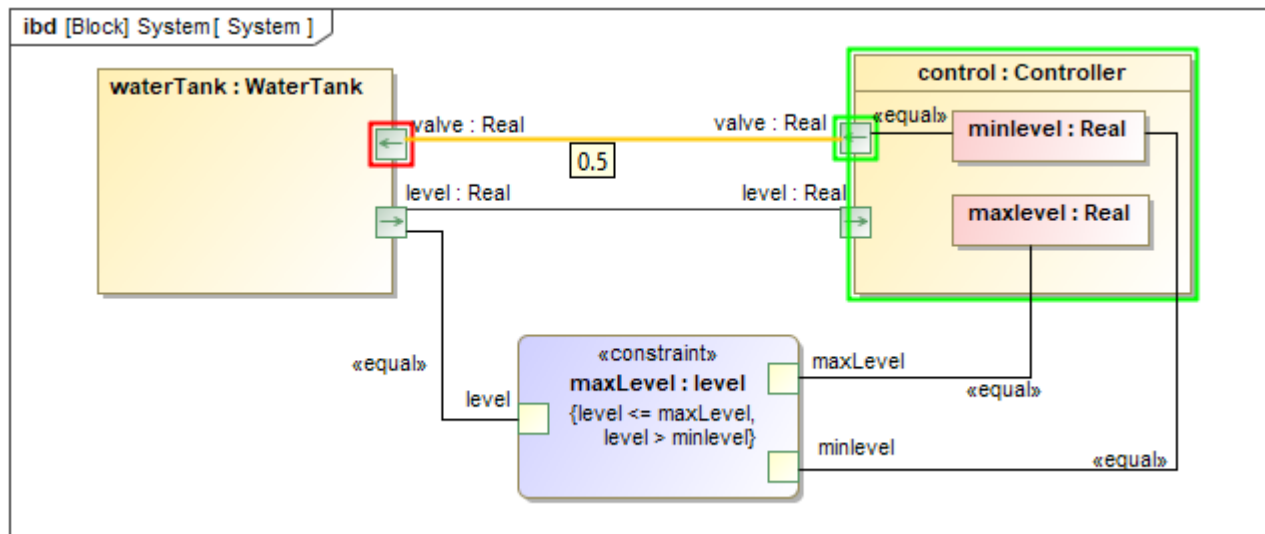 ibd [Block] System[ System ]
waterTank : WaterTank
control : Controller
valve : Real
valve : Real
«equal»
minlevel : Real
0.5
level : Real
level : Real
maxlevel : Real
«constraint»
maxLevel : level
{level <= maxLevel,
level > minlevel}
«equal»
level
maxLevel
«equal»
minlevel
«equal»